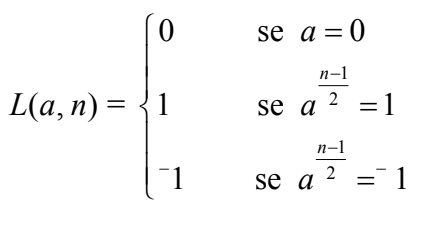 0 se a = 0
L(a, n) = { 1 se a^((n−1)/2) = 1
⁻1 se a^((n−1)/2) = ⁻1